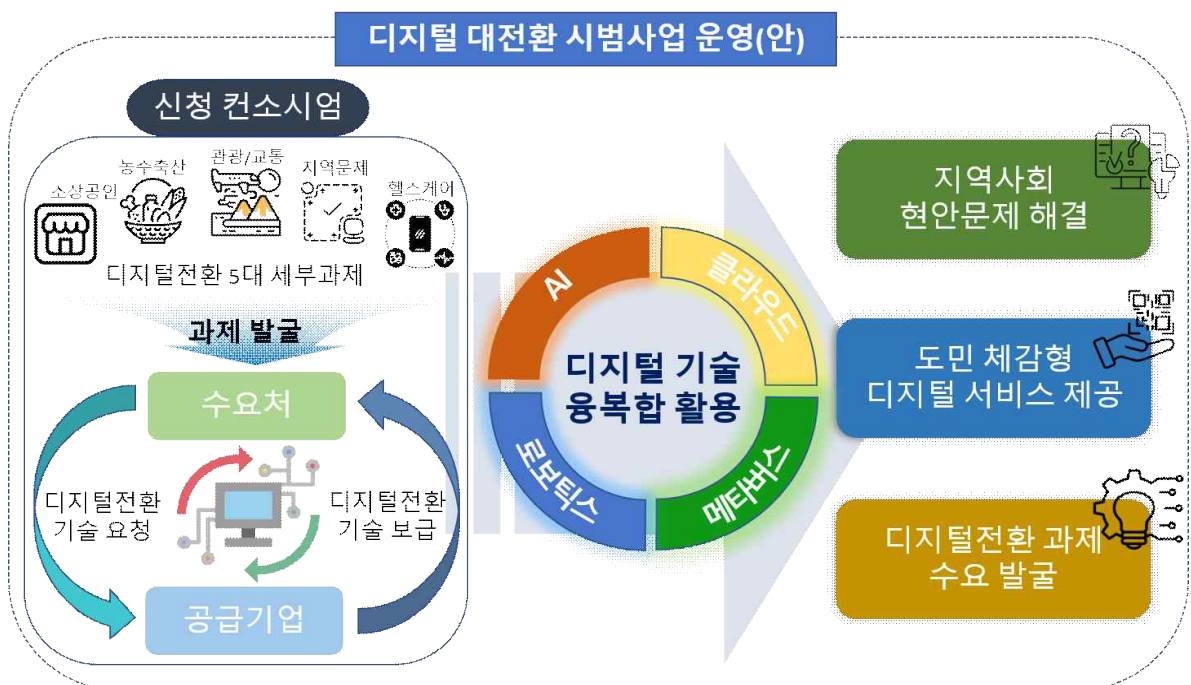 디지털 대전환 시범사업 운영(안)
신청 컨소시엄
소상공인
농수축산
관광/교통
지역문제
헬스케어
디지털전환 5대 세부과제
과제 발굴
수요처
디지털전환
기술 요청
디지털전환
기술 보급
공급기업
AI
클라우드
디지털 기술
융복합 활용
로보틱스
메타버스
지역사회
현안문제 해결
도민 체감형
디지털 서비스 제공
디지털전환 과제
수요 발굴